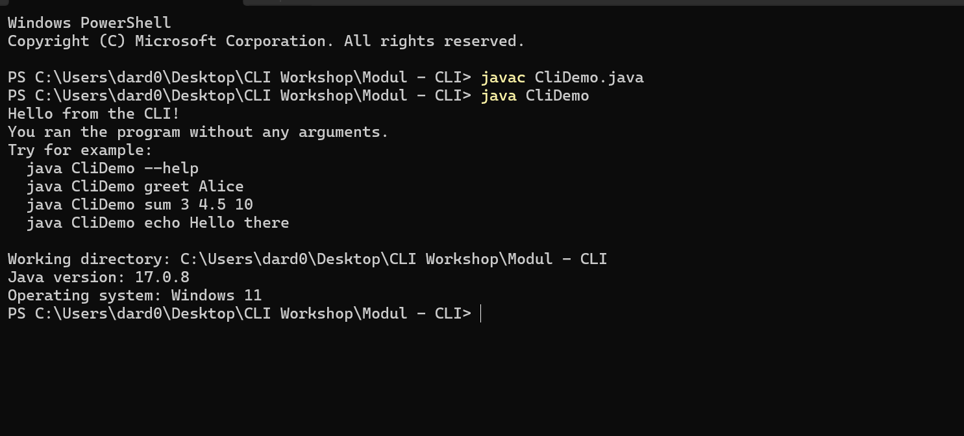 Windows PowerShell
Copyright (C) Microsoft Corporation. All rights reserved.
PS C:\Users\dard0\Desktop\CLI Workshop\Modul - CLI> javac CliDemo.java
PS C:\Users\dard0\Desktop\CLI Workshop\Modul - CLI> java CliDemo
Hello from the CLI!
You ran the program without any arguments.
Try for example:
  java CliDemo --help
  java CliDemo greet Alice
  java CliDemo sum 3 4.5 10
  java CliDemo echo Hello there
Working directory: C:\Users\dard0\Desktop\CLI Workshop\Modul - CLI
Java version: 17.0.8
Operating system: Windows 11
PS C:\Users\dard0\Desktop\CLI Workshop\Modul - CLI>